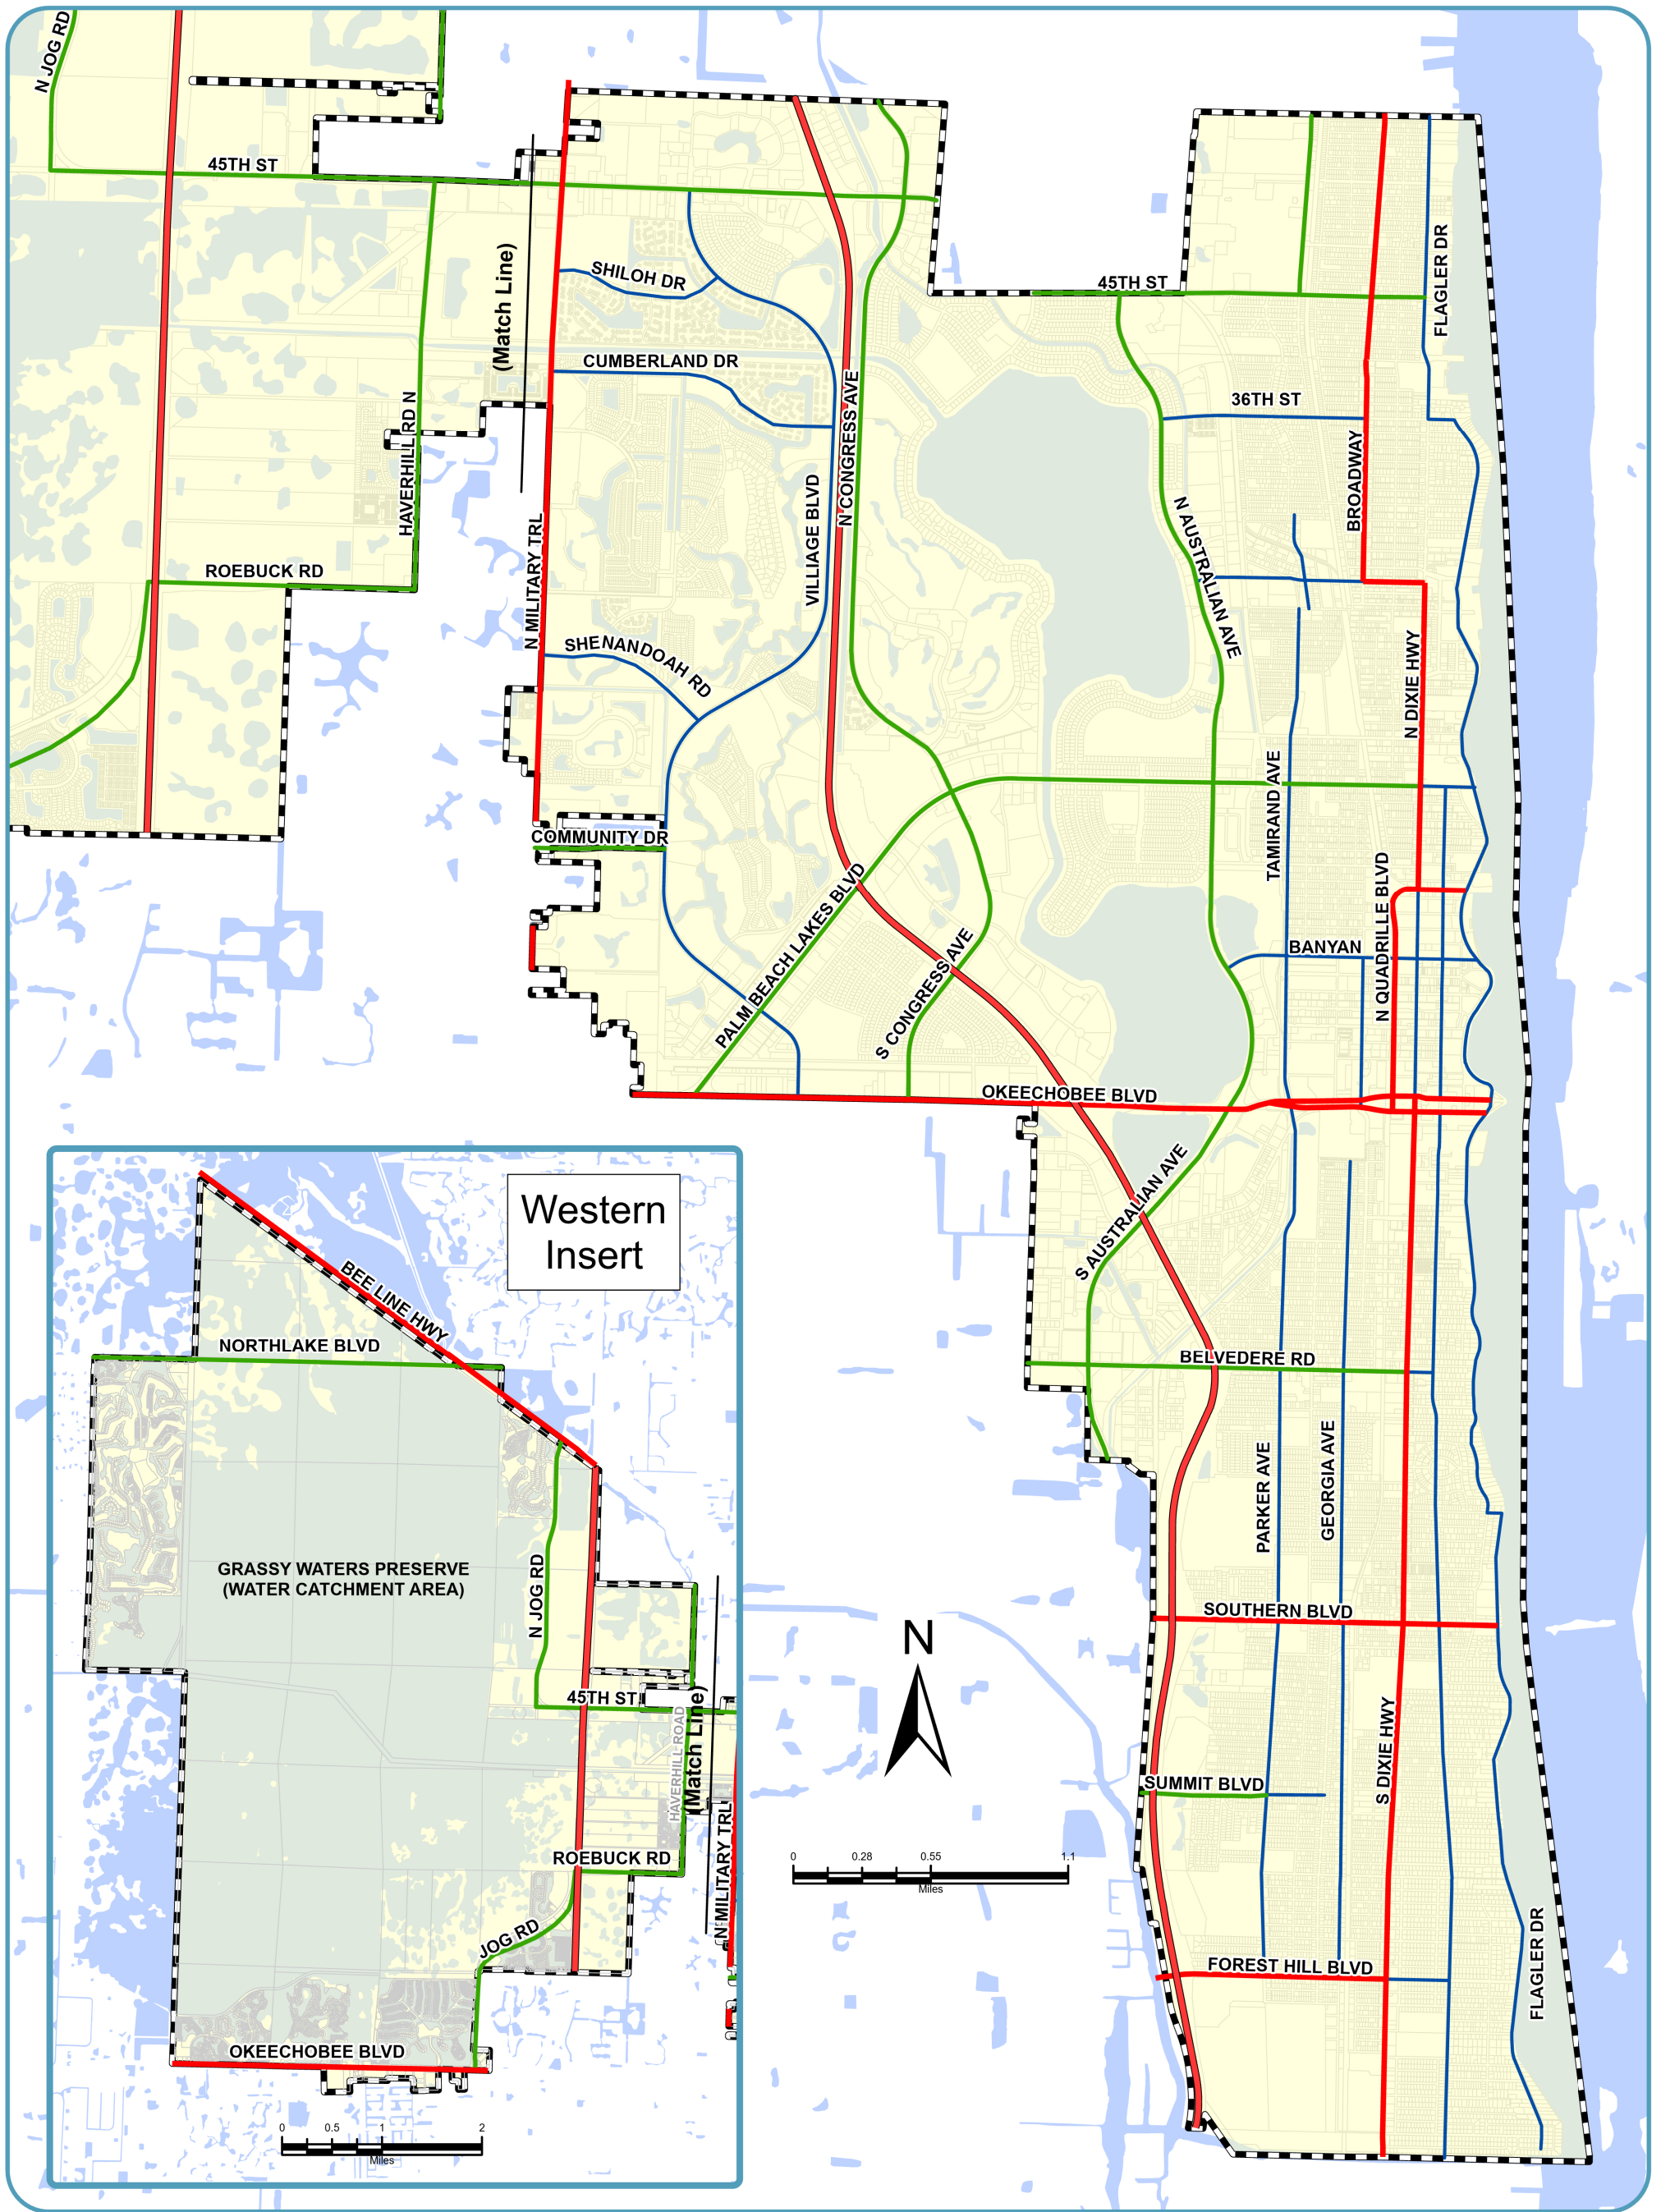 N JOG RD
45TH ST
(Match Line)
SHILOH DR
FLAGLER DR
45TH ST
CUMBERLAND DR
N CONGRESS AVE
36TH ST
HAVERHILL RD N
BROADWAY
VILLIAGE BLVD
N MILITARY TRL
N AUSTRALIAN AVE
ROEBUCK RD
SHENANDOAH RD
N DIXIE HWY
TAMIRAND AVE
COMMUNITY DR
PALM BEACH LAKES BLVD
N QUADRILLE BLVD
BANYAN
S CONGRESS AVE
OKEECHOBEE BLVD
S AUSTRALIAN AVE
BELVEDERE RD
PARKER AVE
GEORGIA AVE
SOUTHERN BLVD
S DIXIE HWY
SUMMIT BLVD
FOREST HILL BLVD
FLAGLER DR
N
0 0.28 0.55 1.1
Miles
Western
Insert
BEE LINE HWY
NORTHLAKE BLVD
GRASSY WATERS PRESERVE
(WATER CATCHMENT AREA)
N JOG RD
45TH ST
HAVERHILL ROAD
(Match Line)
N MILITARY TRL
ROEBUCK RD
JOG RD
OKEECHOBEE BLVD
0 0.5 1 2
Miles